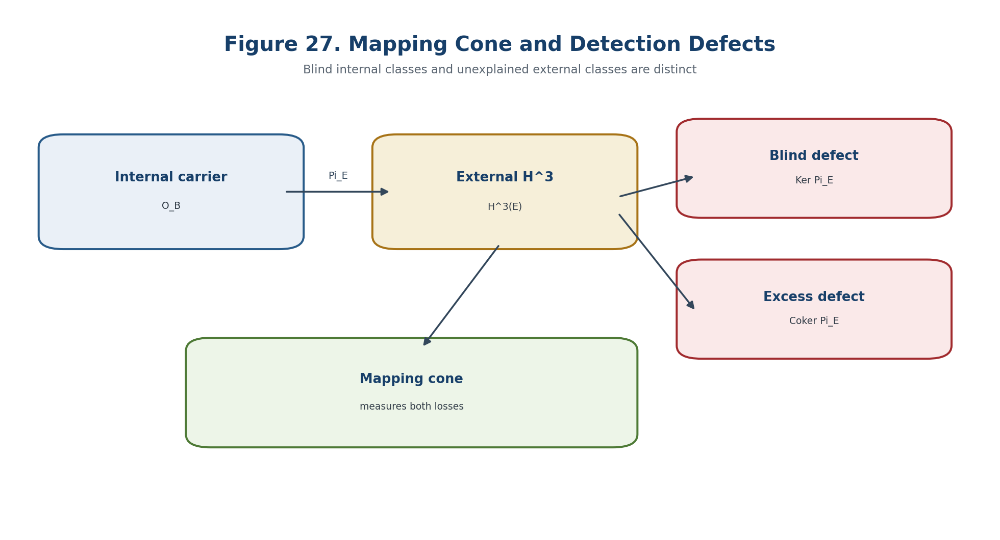 Figure 27. Mapping Cone and Detection Defects
Blind internal classes and unexplained external classes are distinct
Internal carrier
O_B
Pi_E
External H^3
H^3(E)
Blind defect
Ker Pi_E
Excess defect
Coker Pi_E
Mapping cone
measures both losses